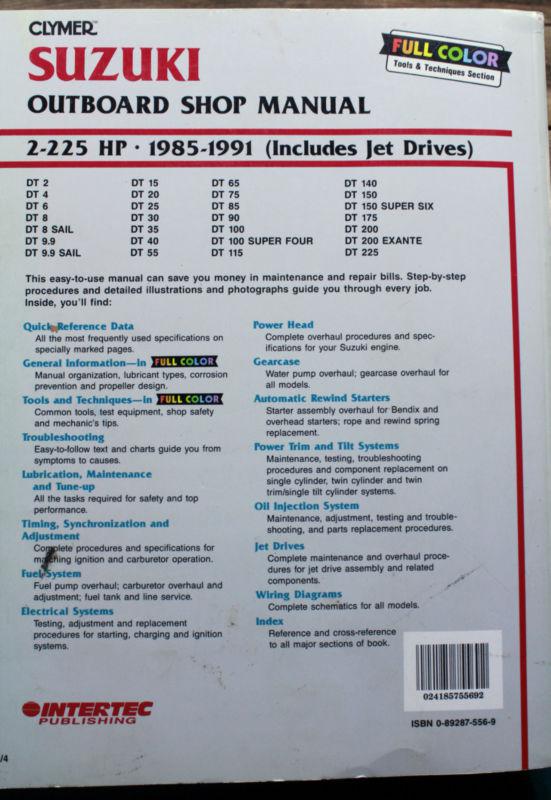 CLYMER™
SUZUKI
FULL COLOR
Tools & Techniques Section
OUTBOARD SHOP MANUAL
2-225 HP · 1985-1991 (Includes Jet Drives)
DT 2
DT 4
DT 6
DT 8
DT 8 SAIL
DT 9.9
DT 9.9 SAIL
DT 15
DT 20
DT 25
DT 30
DT 35
DT 40
DT 55
DT 65
DT 75
DT 85
DT 90
DT 100
DT 100 SUPER FOUR
DT 115
DT 140
DT 150
DT 150 SUPER SIX
DT 175
DT 200
DT 200 EXANTE
DT 225
This easy-to-use manual can save you money in maintenance and repair bills. Step-by-step
procedures and detailed illustrations and photographs guide you through every job.
Inside, you'll find:
Quick Reference Data
All the most frequently used specifications on
specially marked pages.
General Information—in FULL COLOR
Manual organization, lubricant types, corrosion
prevention and propeller design.
Tools and Techniques—in FULL COLOR
Common tools, test equipment, shop safety
and mechanic's tips.
Troubleshooting
Easy-to-follow text and charts guide you from
symptoms to causes.
Lubrication, Maintenance
and Tune-up
All the tasks required for safety and top
performance.
Timing, Synchronization and
Adjustment
Complete procedures and specifications for
matching ignition and carburetor operation.
Fuel System
Fuel pump overhaul; carburetor overhaul and
adjustment; fuel tank and line service.
Electrical Systems
Testing, adjustment and replacement
procedures for starting, charging and ignition
systems.
Power Head
Complete overhaul procedures and spec-
ifications for your Suzuki engine.
Gearcase
Water pump overhaul; gearcase overhaul for
all models.
Automatic Rewind Starters
Starter assembly overhaul for Bendix and
overhead starters; rope and rewind spring
replacement.
Power Trim and Tilt Systems
Maintenance, testing, troubleshooting
procedures and component replacement on
single cylinder, twin cylinder and twin
trim/single tilt cylinder systems.
Oil Injection System
Maintenance, adjustment, testing and trouble-
shooting, and parts replacement procedures.
Jet Drives
Complete maintenance and overhaul proce-
dures for jet drive assembly and related
components.
Wiring Diagrams
Complete schematics for all models.
Index
Reference and cross-reference
to all major sections of book.
024185755692
INTERTEC
PUBLISHING
ISBN 0-89287-556-9
/4